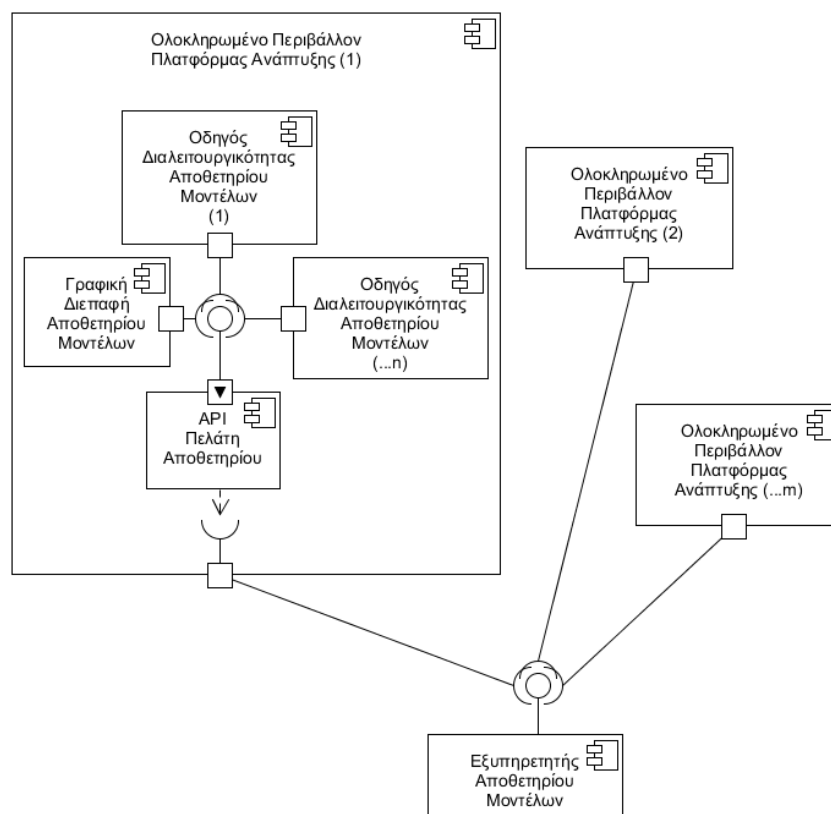 Ολοκληρωμένο Περιβάλλον
Πλατφόρμας Ανάπτυξης (1)
Οδηγός
Διαλειτουργικότητας
Αποθετηρίου
Μοντέλων
(1)
Γραφική
Διεπαφή
Αποθετηρίου
Μοντέλων
Οδηγός
Διαλειτουργικότητας
Αποθετηρίου
Μοντέλων
(...n)
API
Πελάτη
Αποθετηρίου
Ολοκληρωμένο
Περιβάλλον
Πλατφόρμας
Ανάπτυξης (2)
Ολοκληρωμένο
Περιβάλλον
Πλατφόρμας
Ανάπτυξης (...m)
Εξυπηρετητής
Αποθετηρίου
Μοντέλων